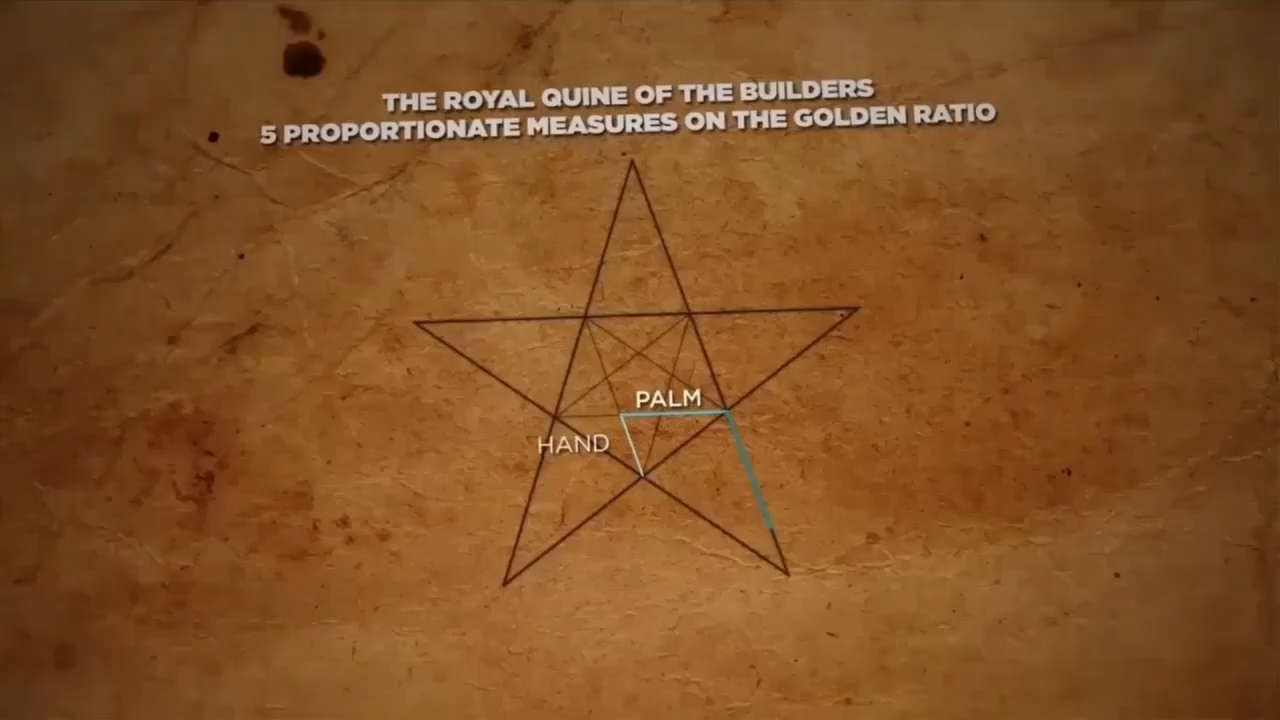 THE ROYAL QUINE OF THE BUILDERS
5 PROPORTIONATE MEASURES ON THE GOLDEN RATIO
PALM
HAND